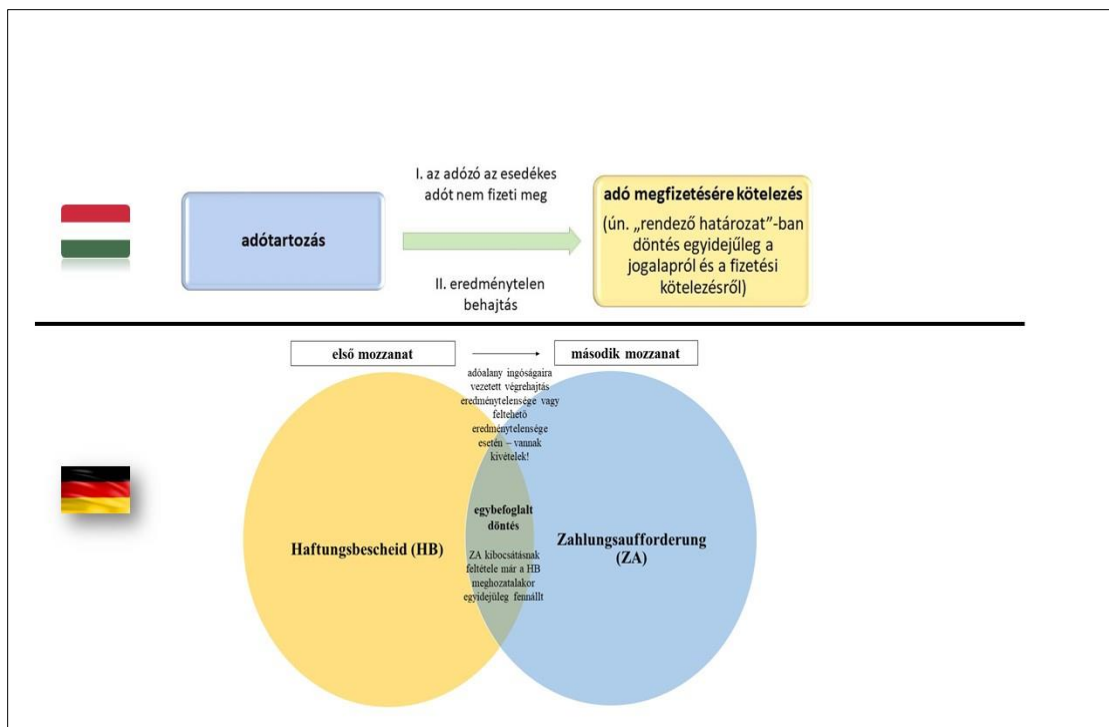 I. az adózó az esedékes
adót nem fizeti meg
adótartozás
II. eredménytelen
behajtás
adó megfizetésére kötelezés
(ún. „rendező határozat”-ban
döntés egyidejűleg a
jogalapról és a fizetési
kötelezésről)
első mozzanat
második mozzanat
adóalany ingóságaira
vezetett végrehajtás
eredménytelensége vagy
feltehető
eredménytelensége
esetén – vannak
kivételek!
Haftungsbescheid (HB)
egybefoglalt
döntés
ZA kibocsátásnak
feltétele már a HB
meghozatalakor
egyidejűleg fennállt
Zahlungsaufforderung
(ZA)